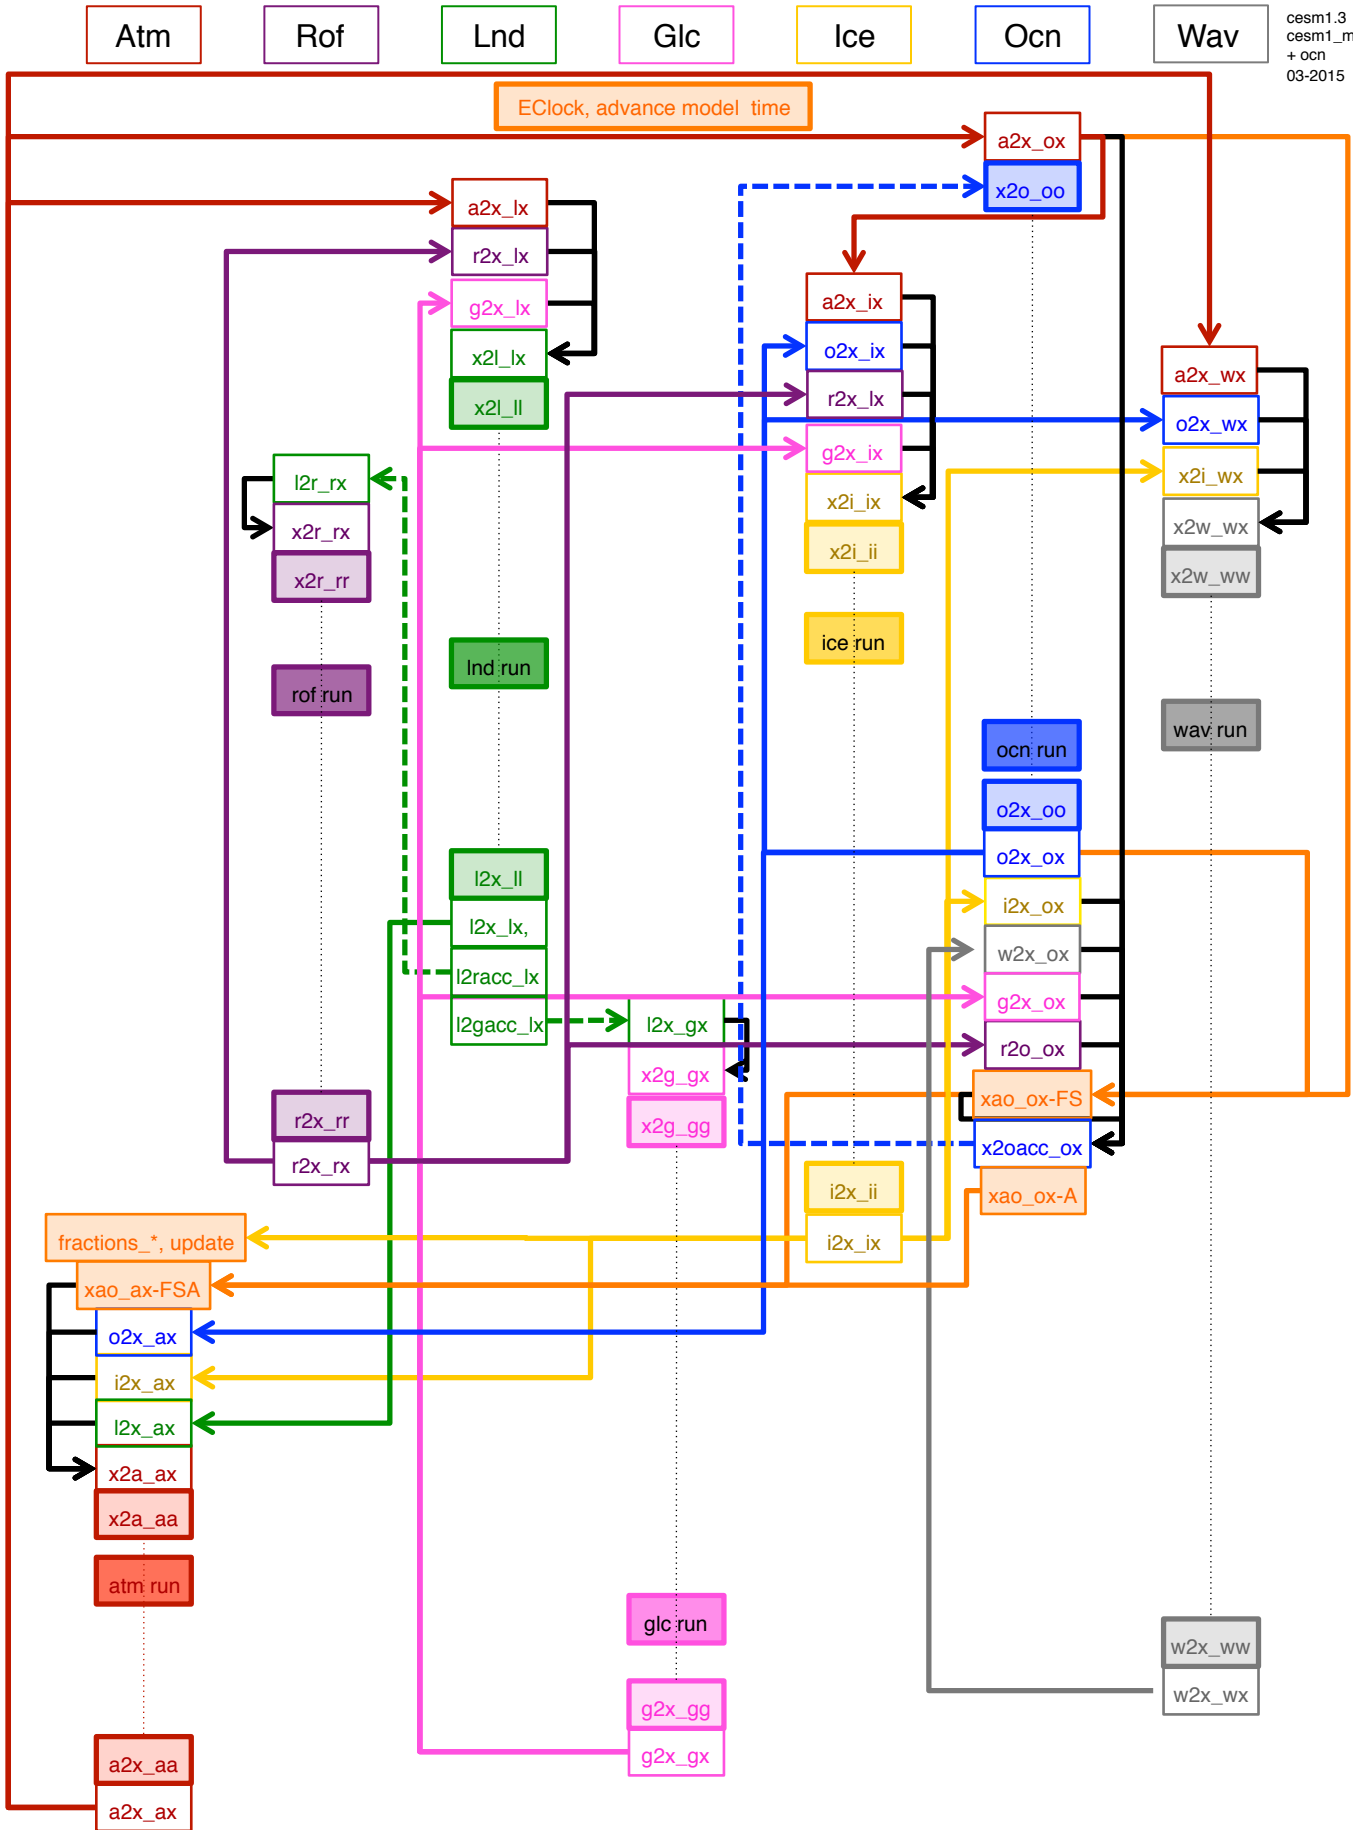 Atm
Rof
Lnd
Glc
Ice
Ocn
Wav
cesm1.3
cesm1_m
+ ocn
03-2015
EClock, advance model time
a2x_ox
x2o_oo
a2x_lx
r2x_lx
g2x_lx
x2l_lx
x2l_ll
a2x_ix
o2x_ix
r2x_lx
g2x_ix
x2i_ix
x2i_ii
a2x_wx
o2x_wx
x2i_wx
x2w_wx
x2w_ww
l2r_rx
x2r_rx
x2r_rr
ice run
lnd run
rof run
wav run
ocn run
o2x_oo
o2x_ox
i2x_ox
w2x_ox
g2x_ox
r2o_ox
xao_ox-FS
x2oacc_ox
xao_ox-A
l2x_ll
l2x_lx,
l2racc_lx
l2gacc_lx
l2x_gx
x2g_gx
x2g_gg
r2x_rr
r2x_rx
i2x_ii
i2x_ix
fractions_*, update
xao_ax-FSA
o2x_ax
i2x_ax
l2x_ax
x2a_ax
x2a_aa
atm run
glc run
w2x_ww
w2x_wx
g2x_gg
g2x_gx
a2x_aa
a2x_ax